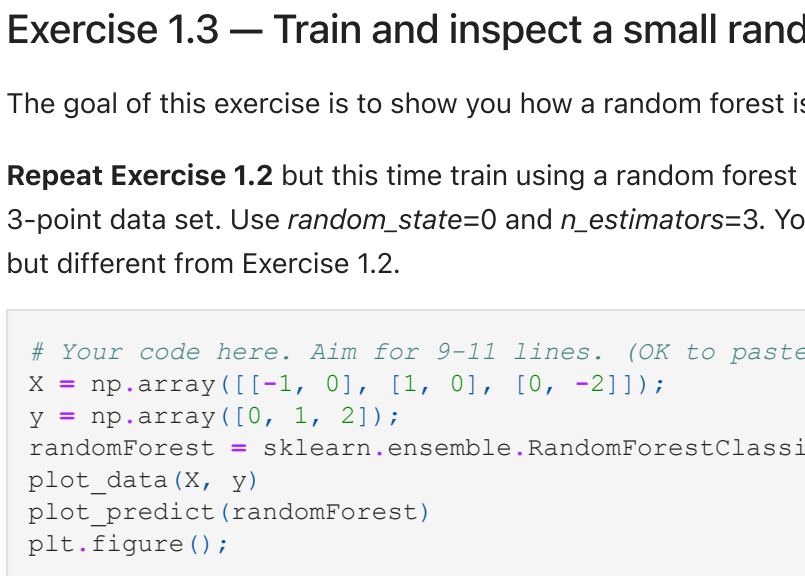 Exercise 1.3 — Train and inspect a small rand
The goal of this exercise is to show you how a random forest is
Repeat Exercise 1.2 but this time train using a random forest
3-point data set. Use random_state=0 and n_estimators=3. Yo
but different from Exercise 1.2.
# Your code here. Aim for 9-11 lines. (OK to paste
X = np.array([[-1, 0], [1, 0], [0, -2]]);
y = np.array([0, 1, 2]);
randomForest = sklearn.ensemble.RandomForestClassi
plot_data(X, y)
plot_predict(randomForest)
plt.figure();